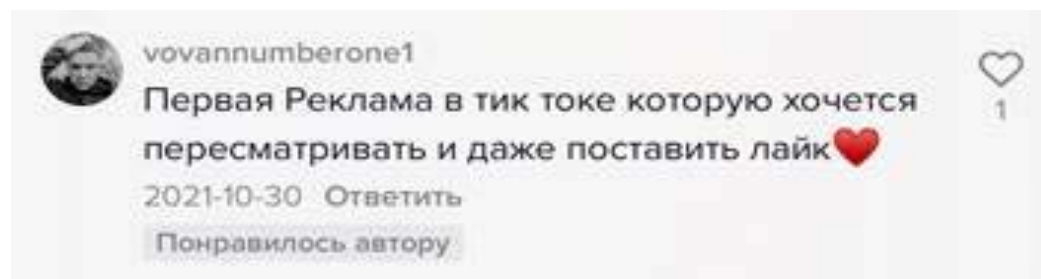 vovannumberone1
Первая Реклама в тик токе которую хочется
пересматривать и даже поставить лайк❤️
1
2021-10-30 Ответить
Понравилось автору